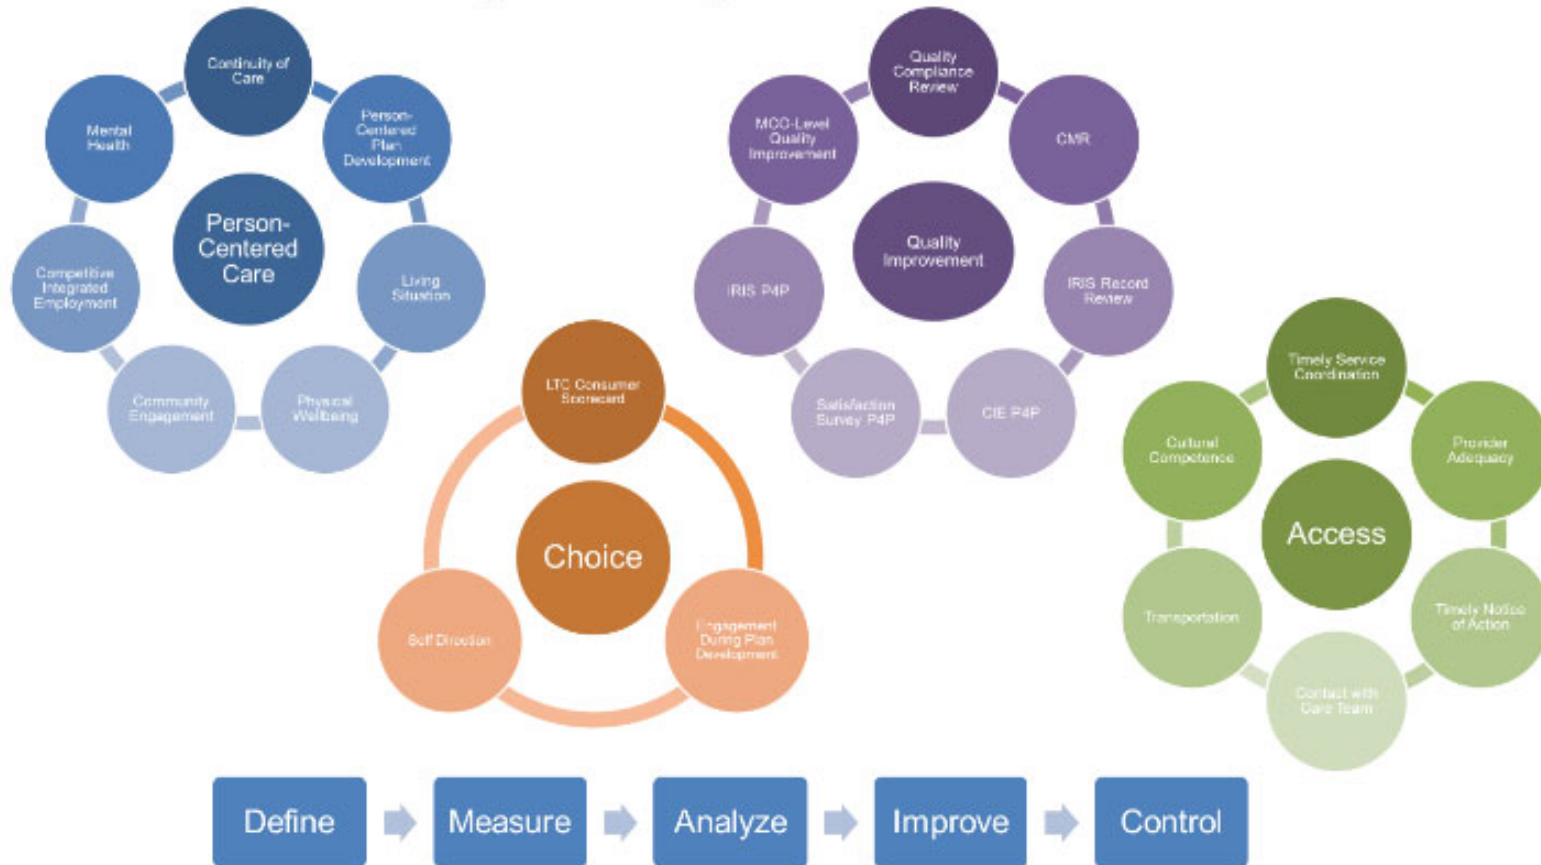 Continuity of
Care
Person-
Centered
Plan
Development
Living
Situation
Physical
Wellbeing
Community
Engagement
Competitive
Integrated
Employment
Mental
Health
Person-
Centered
Care
LTC Consumer
Scorecard
Engagement
During Plan
Development
Self Direction
Choice
Quality
Compliance
Review
CMR
IRIS Record
Review
CIE P4P
Satisfaction
Survey P4P
IRIS P4P
MCO-Level
Quality
Improvement
Quality
Improvement
Timely Service
Coordination
Provider
Adequacy
Timely Notice
of Action
Contact with
Care Team
Transportation
Cultural
Competence
Access
Define
Measure
Analyze
Improve
Control